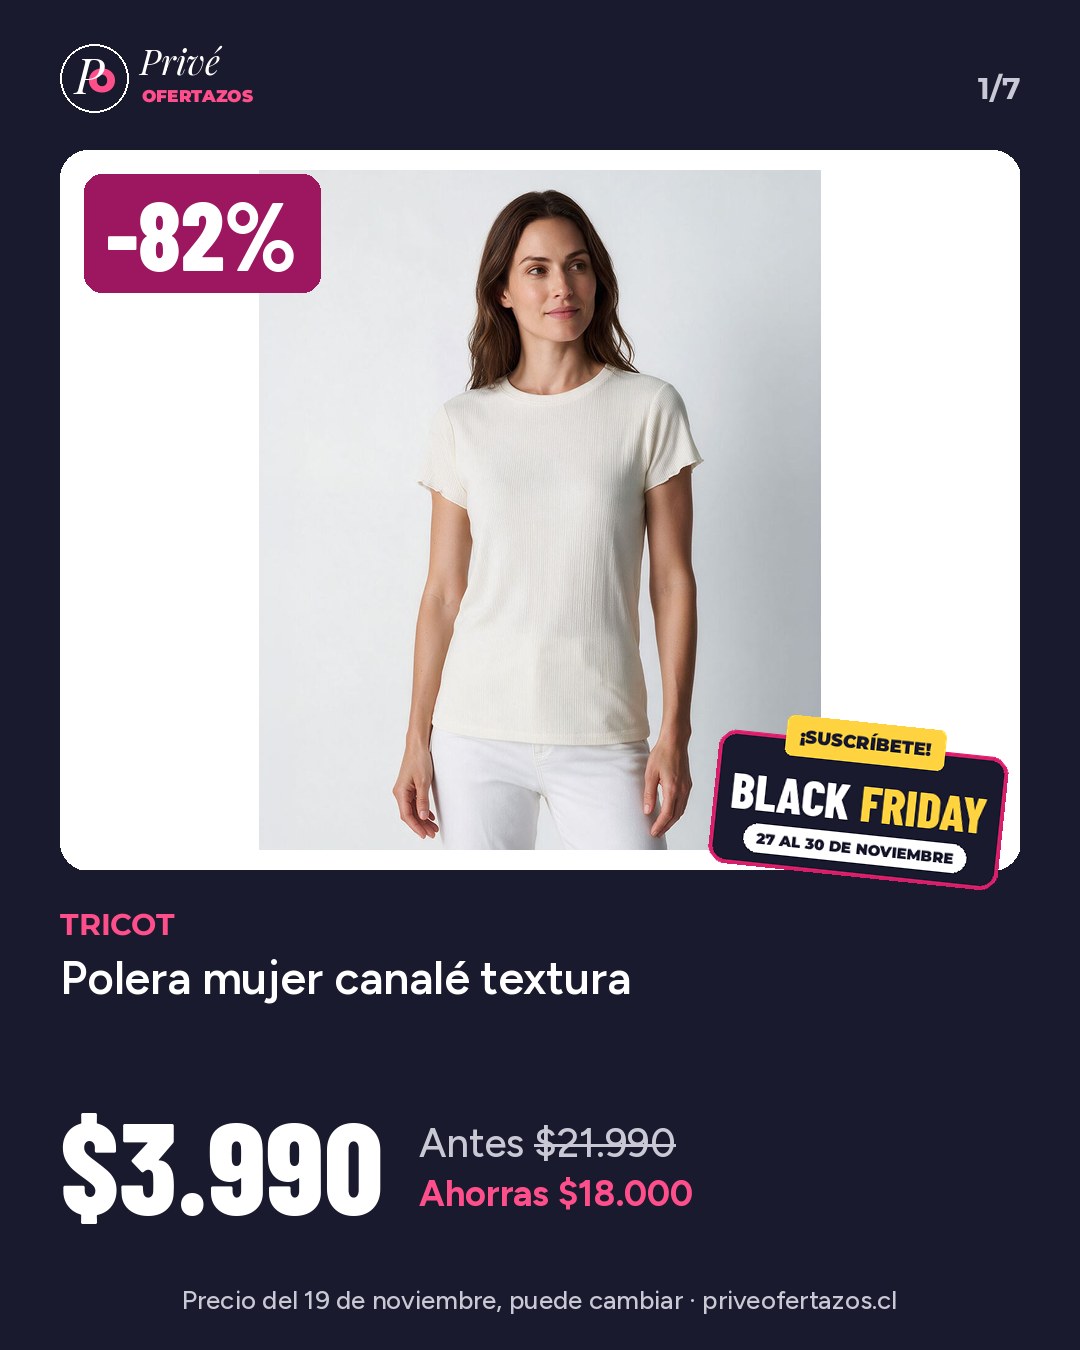 Privé
OFERTAZOS
1/7
-82%
¡SUSCRÍBETE!
BLACK FRIDAY
27 AL 30 DE NOVIEMBRE
TRICOT
Polera mujer canalé textura
$3.990
Antes $21.990
Ahorras $18.000
Precio del 19 de noviembre, puede cambiar · priveofertazos.cl